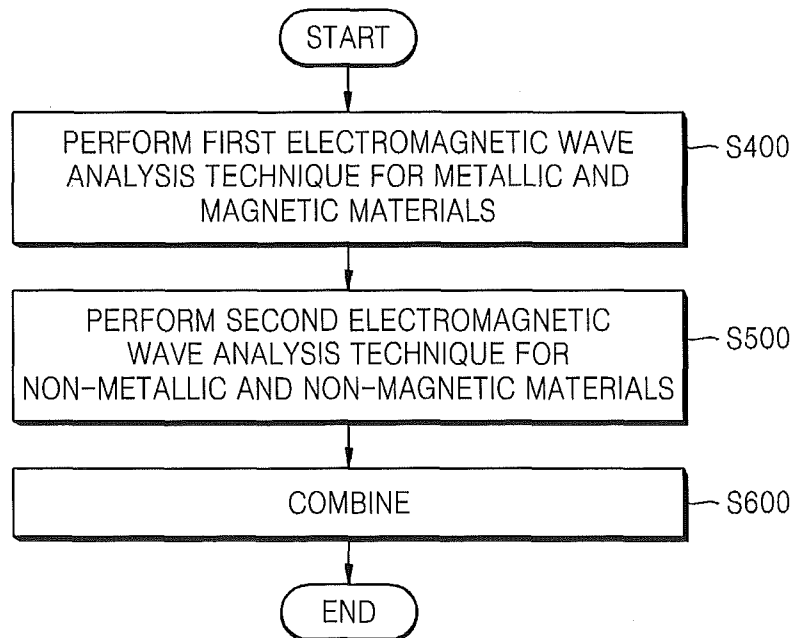 START
PERFORM FIRST ELECTROMAGNETIC WAVE
ANALYSIS TECHNIQUE FOR METALLIC AND
MAGNETIC MATERIALS
S400
PERFORM SECOND ELECTROMAGNETIC
WAVE ANALYSIS TECHNIQUE FOR
NON-METALLIC AND NON-MAGNETIC MATERIALS
S500
COMBINE
S600
END